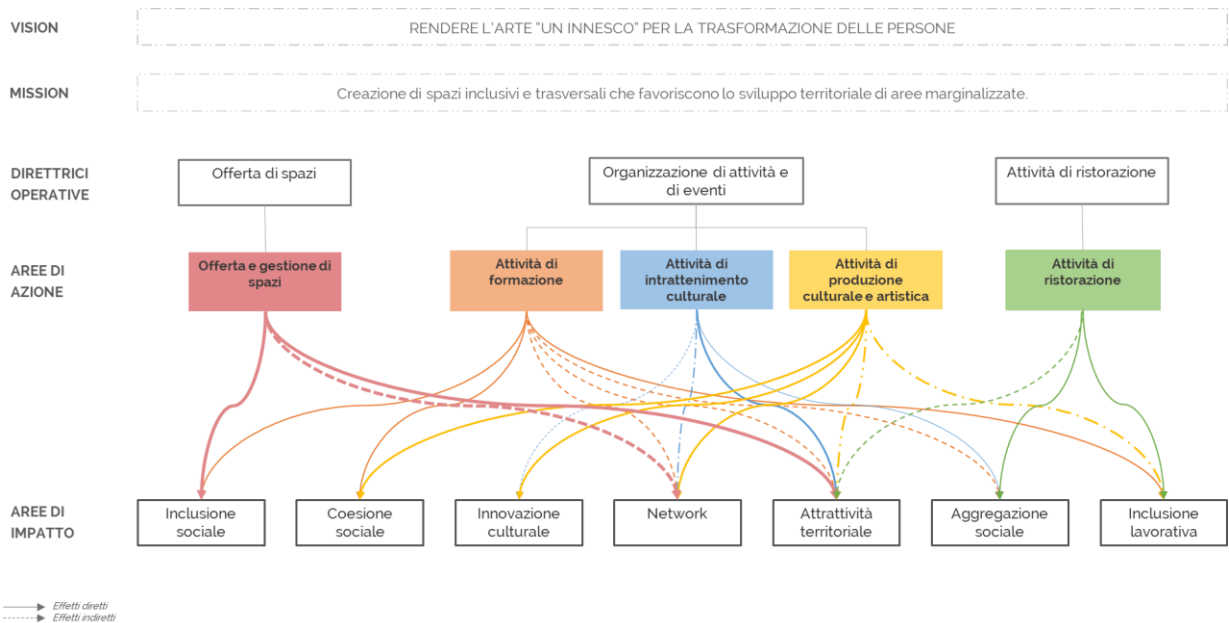 VISION
RENDERE L'ARTE "UN INNESCO" PER LA TRASFORMAZIONE DELLE PERSONE
MISSION
Creazione di spazi inclusivi e trasversali che favoriscono lo sviluppo territoriale di aree marginalizzate.
DIRETTRICI
OPERATIVE
Offerta di spazi
Organizzazione di attività e
di eventi
Attività di ristorazione
AREE DI
AZIONE
Offerta e gestione di
spazi
Attività di
formazione
Attività di
intrattenimento
culturale
Attività di
produzione
culturale e artistica
Attività di
ristorazione
AREE DI
IMPATTO
Inclusione
sociale
Coesione
sociale
Innovazione
culturale
Network
Attrattività
territoriale
Aggregazione
sociale
Inclusione
lavorativa
Effetti diretti
Effetti indiretti